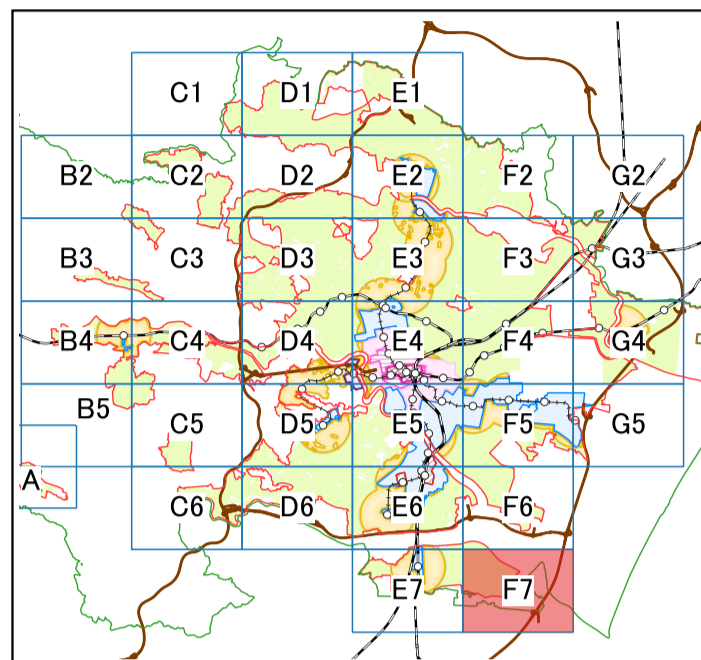 C1 D1 E1
B2 C2 D2 E2 F2 G2
B3 C3 D3 E3 F3 G3
B4 C4 D4 E4 F4 G4
B5 C5 D5 E5 F5 G5
A C6 D6 E6 F6
E7 F7